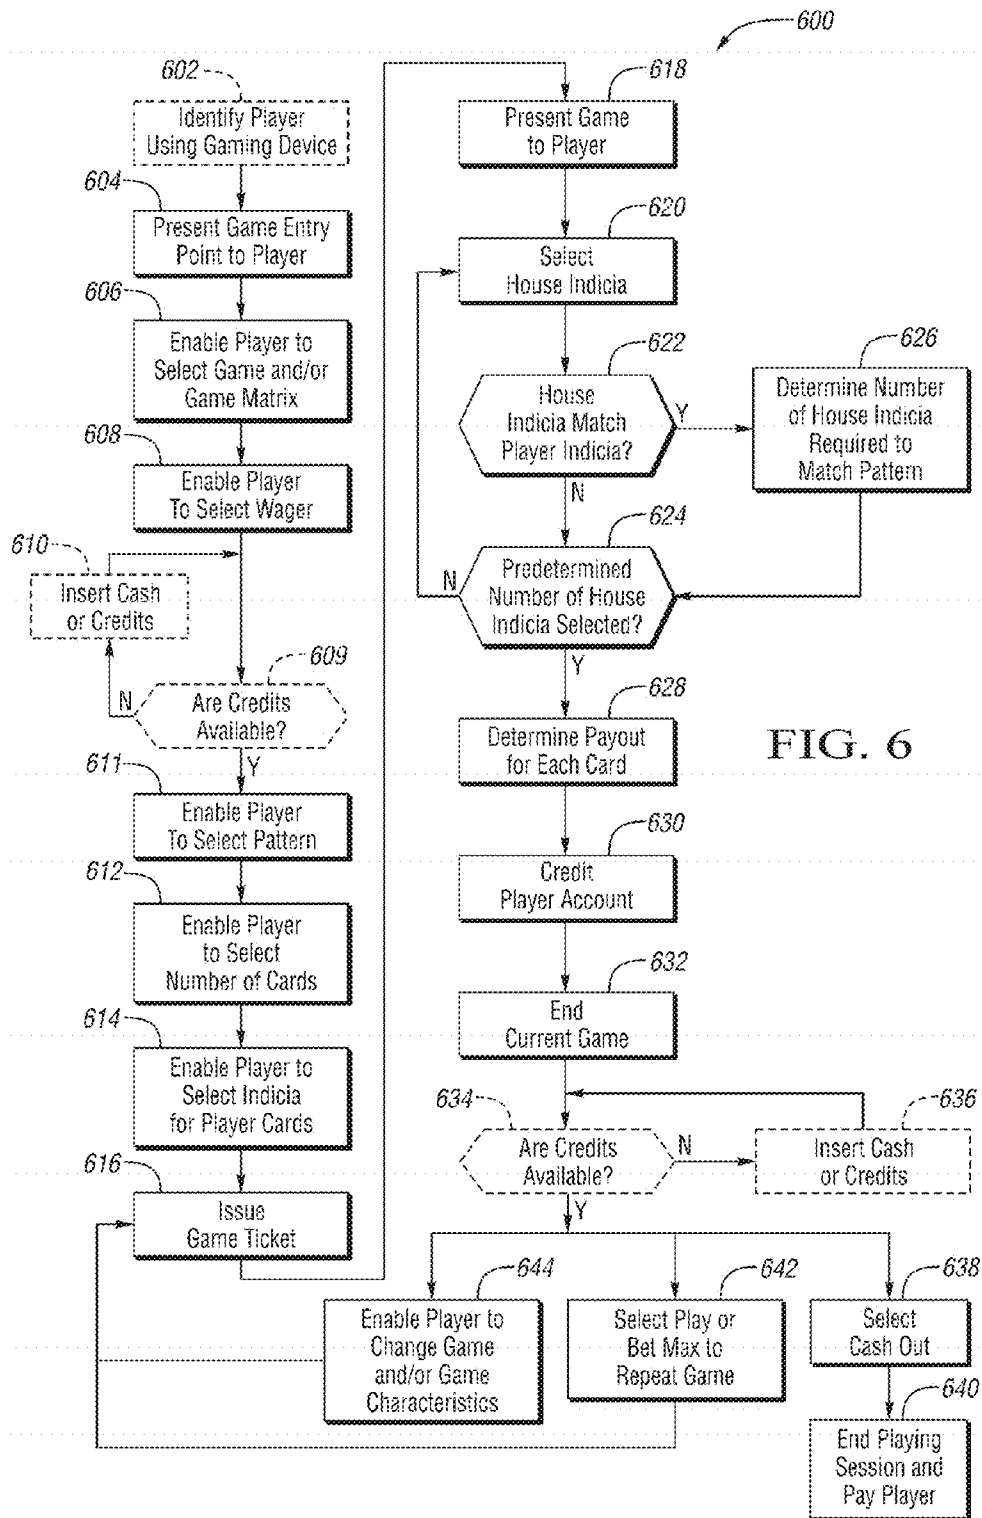 600
602
Identify Player
Using Gaming Device
604
Present Game Entry
Point to Player
606
Enable Player to
Select Game and/or
Game Matrix
608
Enable Player
To Select Wager
610
Insert Cash
or Credits
609
N
Are Credits
Available?
Y
611
Enable Player
To Select Pattern
612
Enable Player
to Select
Number of Cards
614
Enable Player to
Select Indicia
for Player Cards
616
Issue
Game Ticket
618
Present Game
to Player
620
Select
House Indicia
622
House
Indicia Match
Player Indicia?
Y
N
626
Determine Number
of House Indicia
Required to
Match Pattern
624
N
Predetermined
Number of House
Indicia Selected?
Y
628
Determine Payout
for Each Card
FIG. 6
630
Credit
Player Account
632
End
Current Game
634
Are Credits
Available?
N
Y
636
Insert Cash
or Credits
644
Enable Player to
Change Game
and/or Game
Characteristics
642
Select Play or
Bet Max to
Repeat Game
638
Select
Cash Out
640
End Playing
Session and
Pay Player